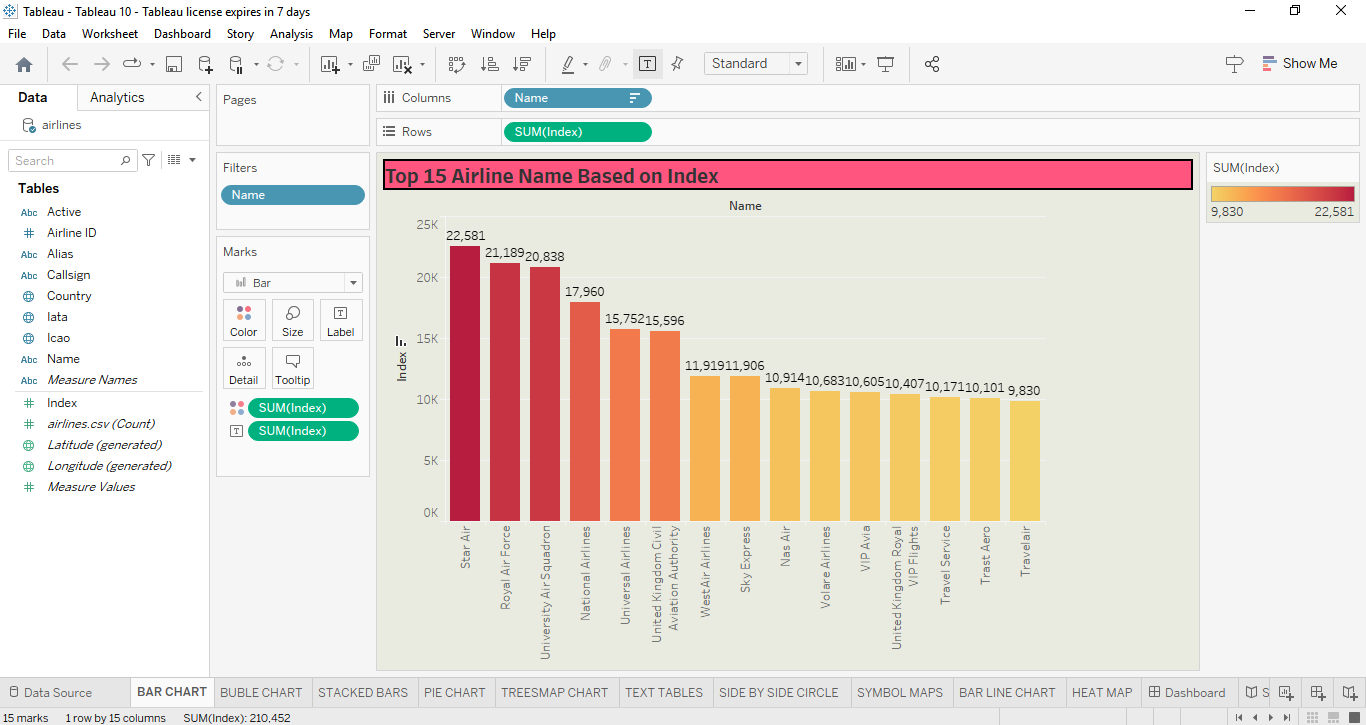 Tableau - Tableau 10 - Tableau license expires in 7 days
File Data Worksheet Dashboard Story Analysis Map Format Server Window Help
Standard
Show Me
Data Analytics
airlines
Search
Tables
Abc Active
# Airline ID
Abc Alias
Abc Callsign
Country
Iata
Icao
Abc Name
Abc Measure Names
# Index
# airlines.csv (Count)
Latitude (generated)
Longitude (generated)
# Measure Values
Pages
Filters
Name
Marks
Bar
Color Size Label
Detail Tooltip
SUM(Index)
SUM(Index)
Columns Name
Rows SUM(Index)
Top 15 Airline Name Based on Index
Name
25K
20K
15K
10K
5K
0K
Index
22,581
21,189
20,838
17,960
15,752
15,596
11,919
11,906
10,914
10,683
10,605
10,407
10,171
10,101
9,830
Star Air
Royal Air Force
University Air Squadron
National Airlines
Universal Airlines
United Kingdom Civil
Aviation Authority
WestAir Airlines
Sky Express
Nas Air
Volare Airlines
VIP Avia
United Kingdom Royal
VIP Flights
Travel Service
Trast Aero
Travelair
SUM(Index)
9,830 22,581
Data Source BAR CHART BUBLE CHART STACKED BARS PIE CHART TREESMAP CHART TEXT TABLES SIDE BY SIDE CIRCLE SYMBOL MAPS BAR LINE CHART HEAT MAP Dashboard S
15 marks 1 row by 15 columns SUM(Index): 210,452